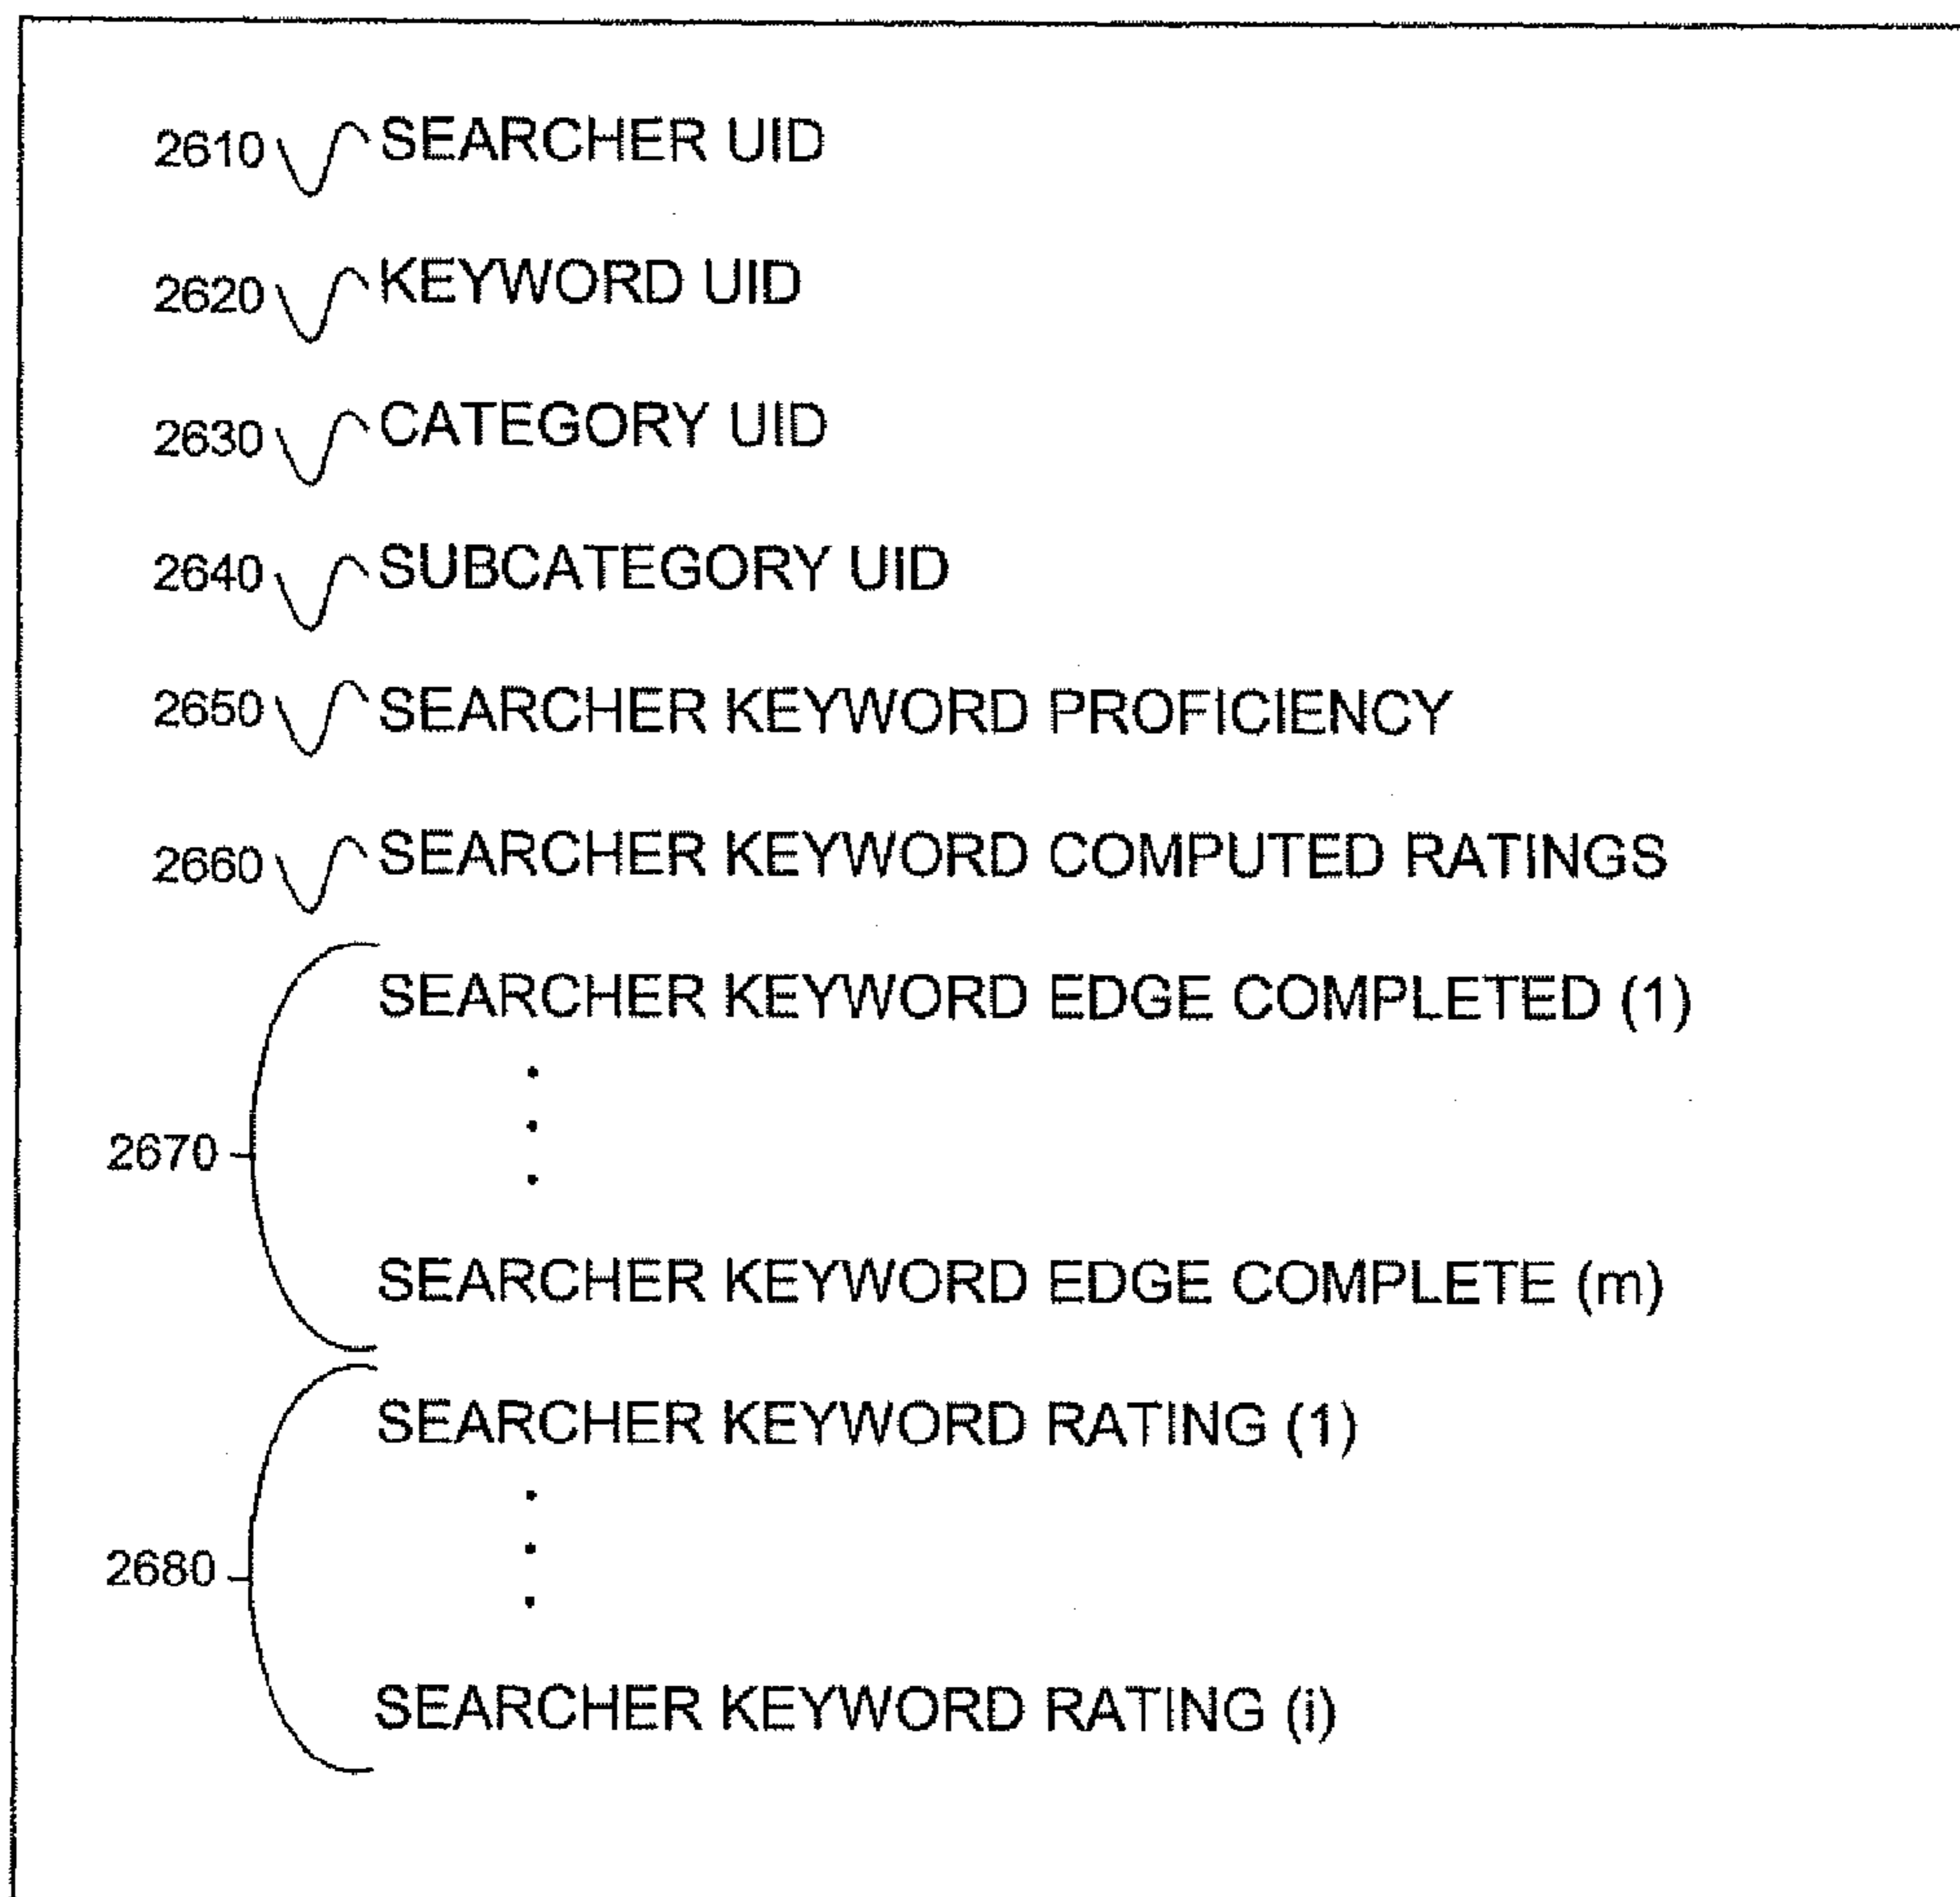 2610 SEARCHER UID
2620 KEYWORD UID
2630 CATEGORY UID
2640 SUBCATEGORY UID
2650 SEARCHER KEYWORD PROFICIENCY
2660 SEARCHER KEYWORD COMPUTED RATINGS
SEARCHER KEYWORD EDGE COMPLETED (1)
2670
SEARCHER KEYWORD EDGE COMPLETE (m)
SEARCHER KEYWORD RATING (1)
2680
SEARCHER KEYWORD RATING (i)